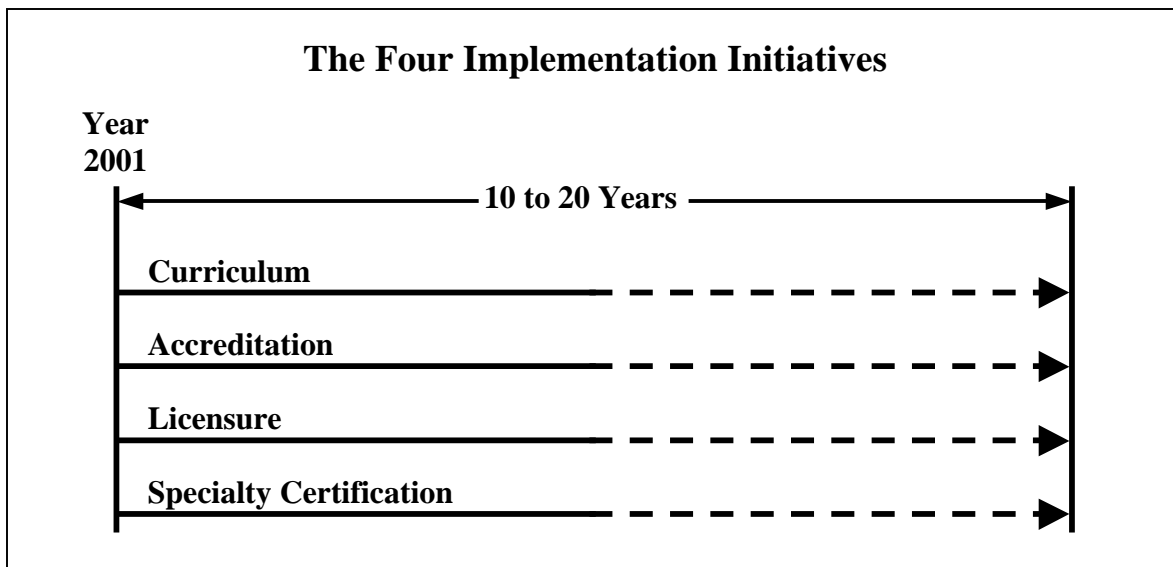 The Four Implementation Initiatives
Year
2001
10 to 20 Years
Curriculum
Accreditation
Licensure
Specialty Certification